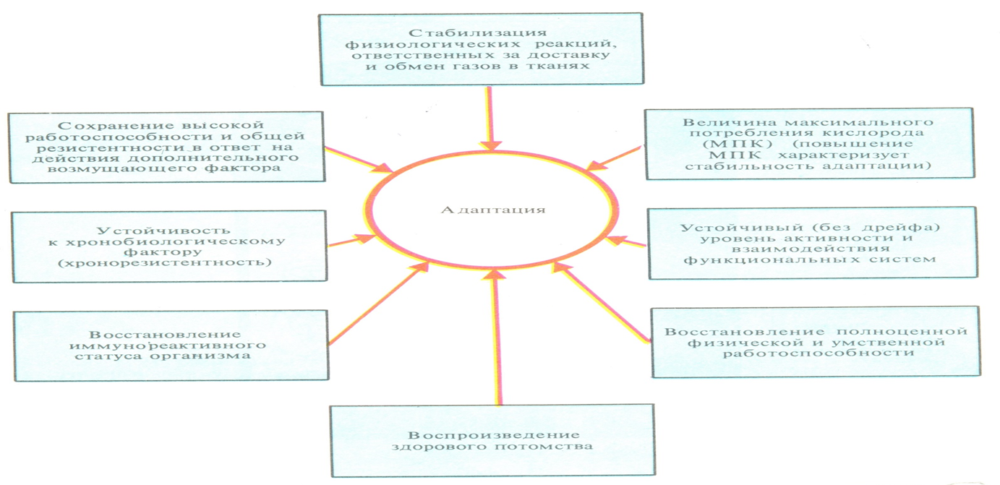 Стабилизация
физиологических реакций,
ответственных за доставку
и обмен газов в тканях
Сохранение высокой
работоспособности и общей
резистентности в ответ на
действия дополнительного
возмущающего фактора
Величина максимального
потребления кислорода
(МПК) (повышение
МПК характеризует
стабильность адаптации)
Адаптация
Устойчивость
к хронобиологическому
фактору
(хронорезистентность)
Устойчивый (без дрейфа)
уровень активности и
взаимодействия
функциональных систем
Восстановление
иммунореактивного
статуса организма
Восстановление полноценной
физической и умственной
работоспособности
Воспроизведение
здорового потомства